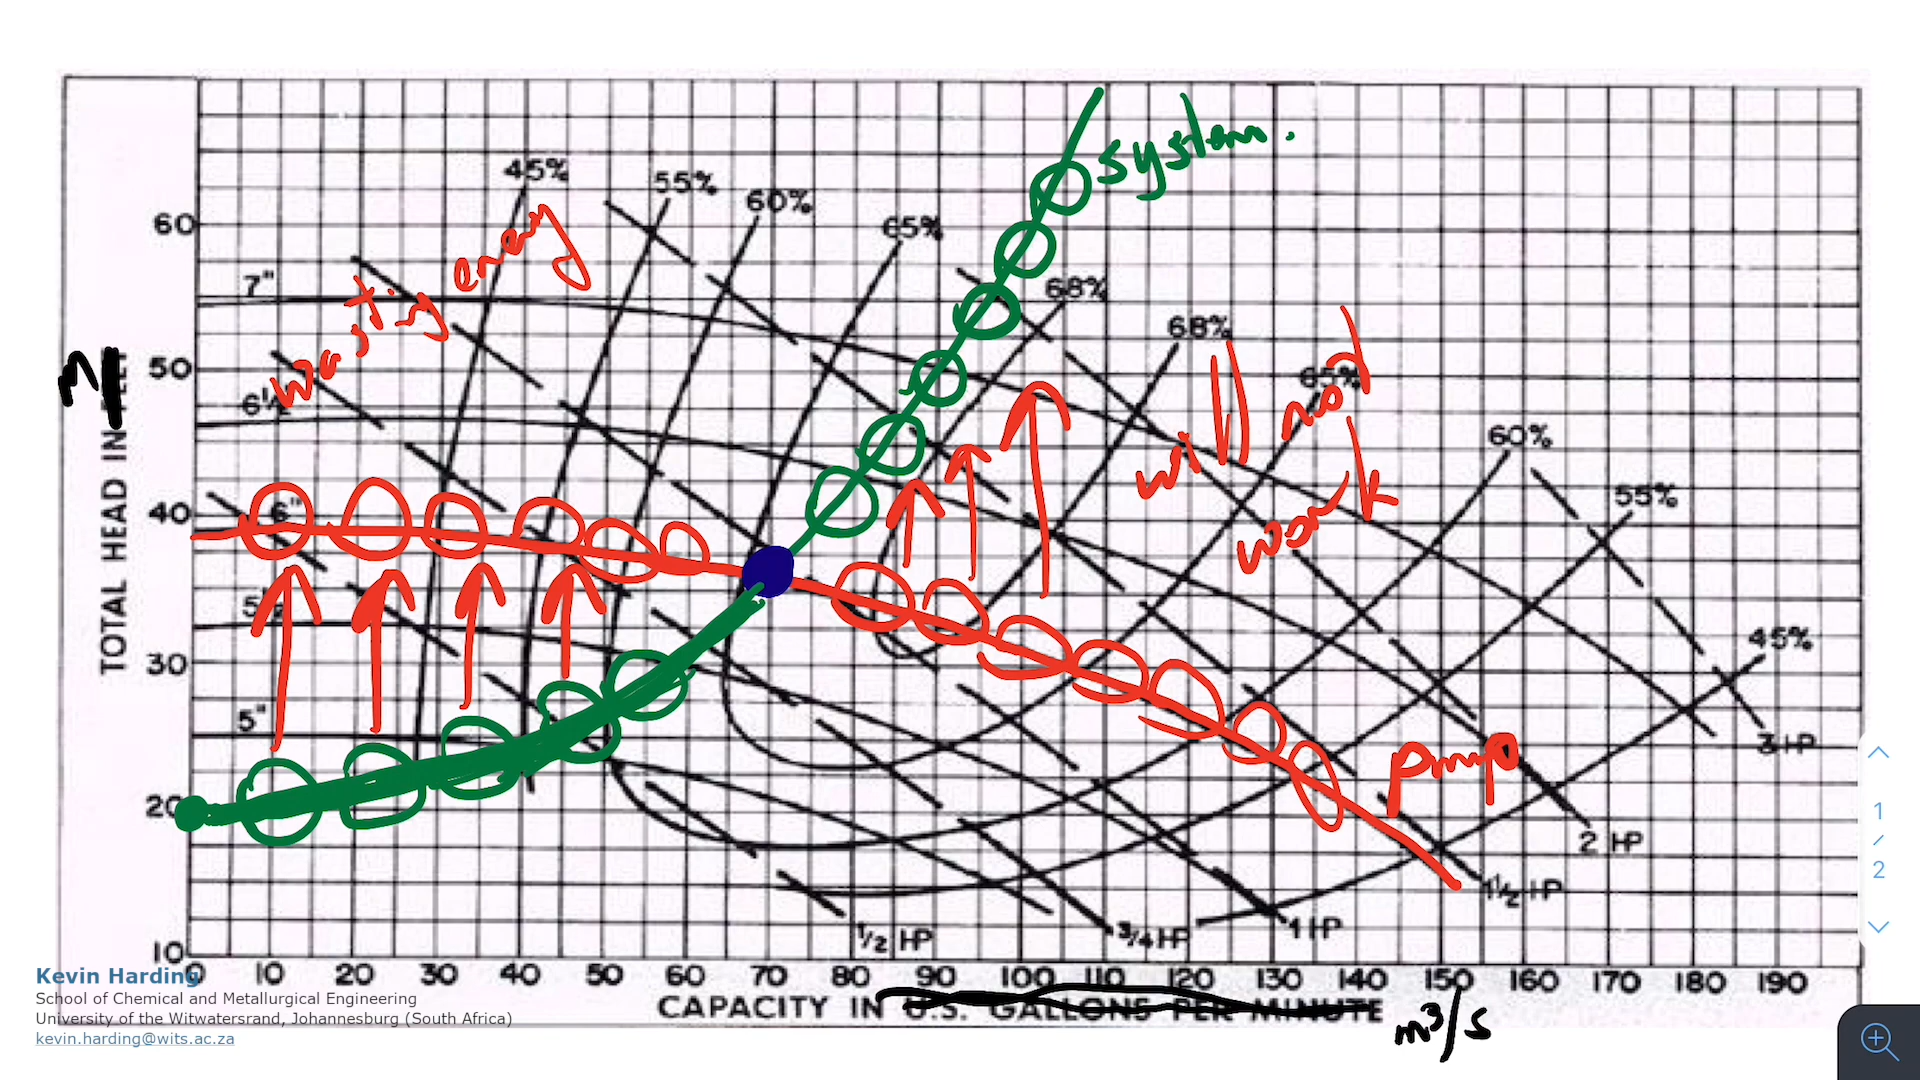 system.
45%
55%
60%
60
65%
wasting energy
7"
68%
68%
50
65%
will not
work
M
6½"
60%
55%
40
6"
5½"
30
45%
5"
pump
3 HP
20
2 HP
1½ HP
½ HP
¾ HP
1 HP
10
TOTAL HEAD IN
0 10 20 30 40 50 60 70 80 90 100 110 120 130 140 150 160 170 180 190
CAPACITY IN U.S. GALLONS PER MINUTE
m³/s
Kevin Harding
School of Chemical and Metallurgical Engineering
University of the Witwatersrand, Johannesburg (South Africa)
kevin.harding@wits.ac.za
1
/
2